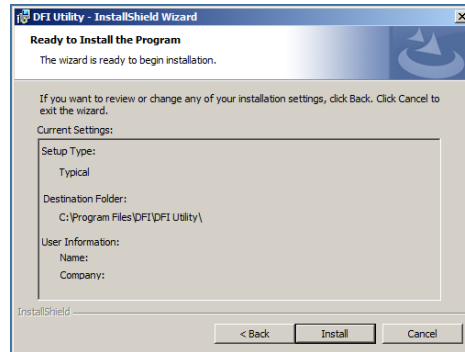 DFI Utility - InstallShield Wizard
Ready to Install the Program
The wizard is ready to begin installation.
If you want to review or change any of your installation settings, click Back. Click Cancel to
exit the wizard.
Current Settings:
Setup Type:
Typical
Destination Folder:
C:\Program Files\DFI\DFI Utility\
User Information:
Name:
Company:
InstallShield
< Back
Install
Cancel